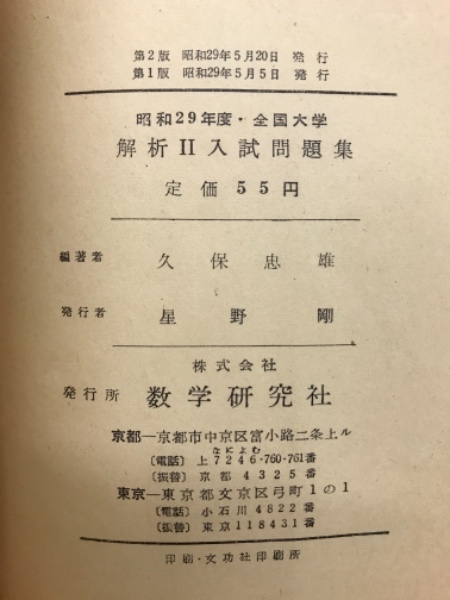 第2版 昭和29年5月20日 発行
第1版 昭和29年5月5日 発行
昭和29年度・全国大学
解析II入試問題集
定価 55円
編著者 久保忠雄
発行者 星野剛
株式会社
発行所 数学研究社
京都―京都市中京区富小路二条上ル
なによむ
〔電話〕 上7246・760・761番
〔振替〕 京都4325番
東京―東京都文京区弓町1の1
〔電話〕 小石川4822番
〔振替〕 東京118431番
印刷・文功社印刷所